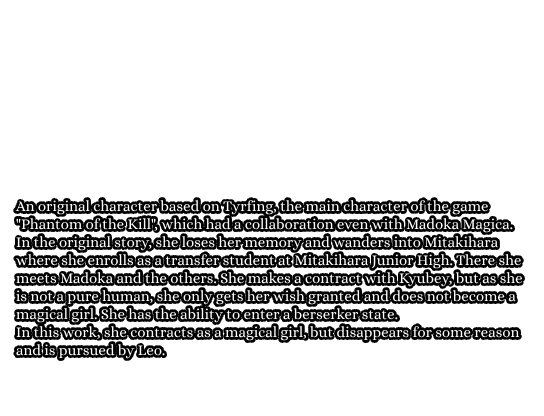 An original character based on Tyrfing, the main character of the game
"Phantom of the Kill", which had a collaboration even with Madoka Magica.
In the original story, she loses her memory and wanders into Mitakihara
where she enrolls as a transfer student at Mitakihara Junior High. There she
meets Madoka and the others. She makes a contract with Kyubey, but as she
is not a pure human, she only gets her wish granted and does not become a
magical girl. She has the ability to enter a berserker state.
In this work, she contracts as a magical girl, but disappears for some reason
and is pursued by Leo.